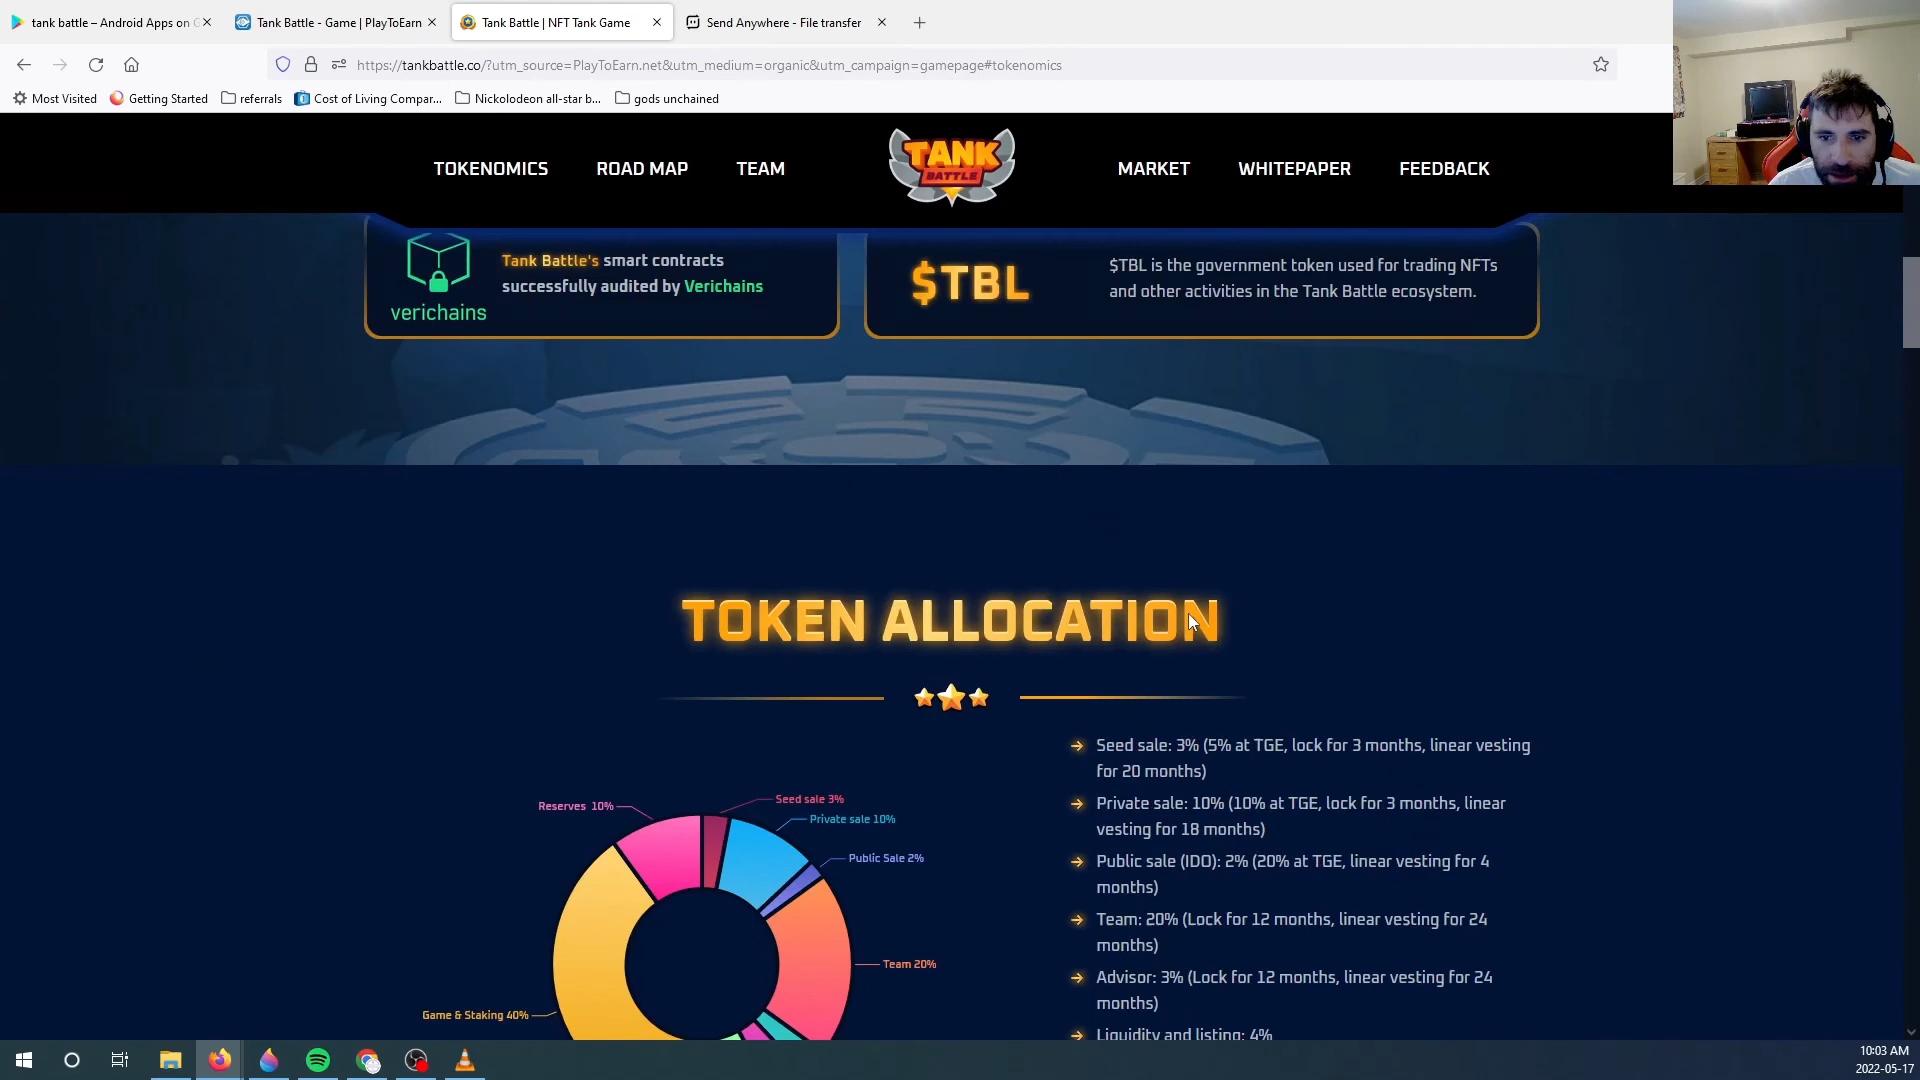 tank battle – Android Apps on G
Tank Battle - Game | PlayToEarn
Tank Battle | NFT Tank Game
Send Anywhere - File transfer
https://tankbattle.co/?utm_source=PlayToEarn.net&utm_medium=organic&utm_campaign=gamepage#tokenomics
Most Visited
Getting Started
referrals
Cost of Living Compar...
Nickolodeon all-star b...
gods unchained
TOKENOMICS
ROAD MAP
TEAM
TANK
BATTLE
MARKET
WHITEPAPER
FEEDBACK
verichains
Tank Battle's smart contracts
successfully audited by Verichains
$TBL
$TBL is the government token used for trading NFTs
and other activities in the Tank Battle ecosystem.
TOKEN ALLOCATION
Reserves 10%
Seed sale 3%
Private sale 10%
Public Sale 2%
Team 20%
Game & Staking 40%
Seed sale: 3% (5% at TGE, lock for 3 months, linear vesting
for 20 months)
Private sale: 10% (10% at TGE, lock for 3 months, linear
vesting for 18 months)
Public sale (IDO): 2% (20% at TGE, linear vesting for 4
months)
Team: 20% (Lock for 12 months, linear vesting for 24
months)
Advisor: 3% (Lock for 12 months, linear vesting for 24
months)
Liquidity and listing: 4%
10:03 AM
2022-05-17